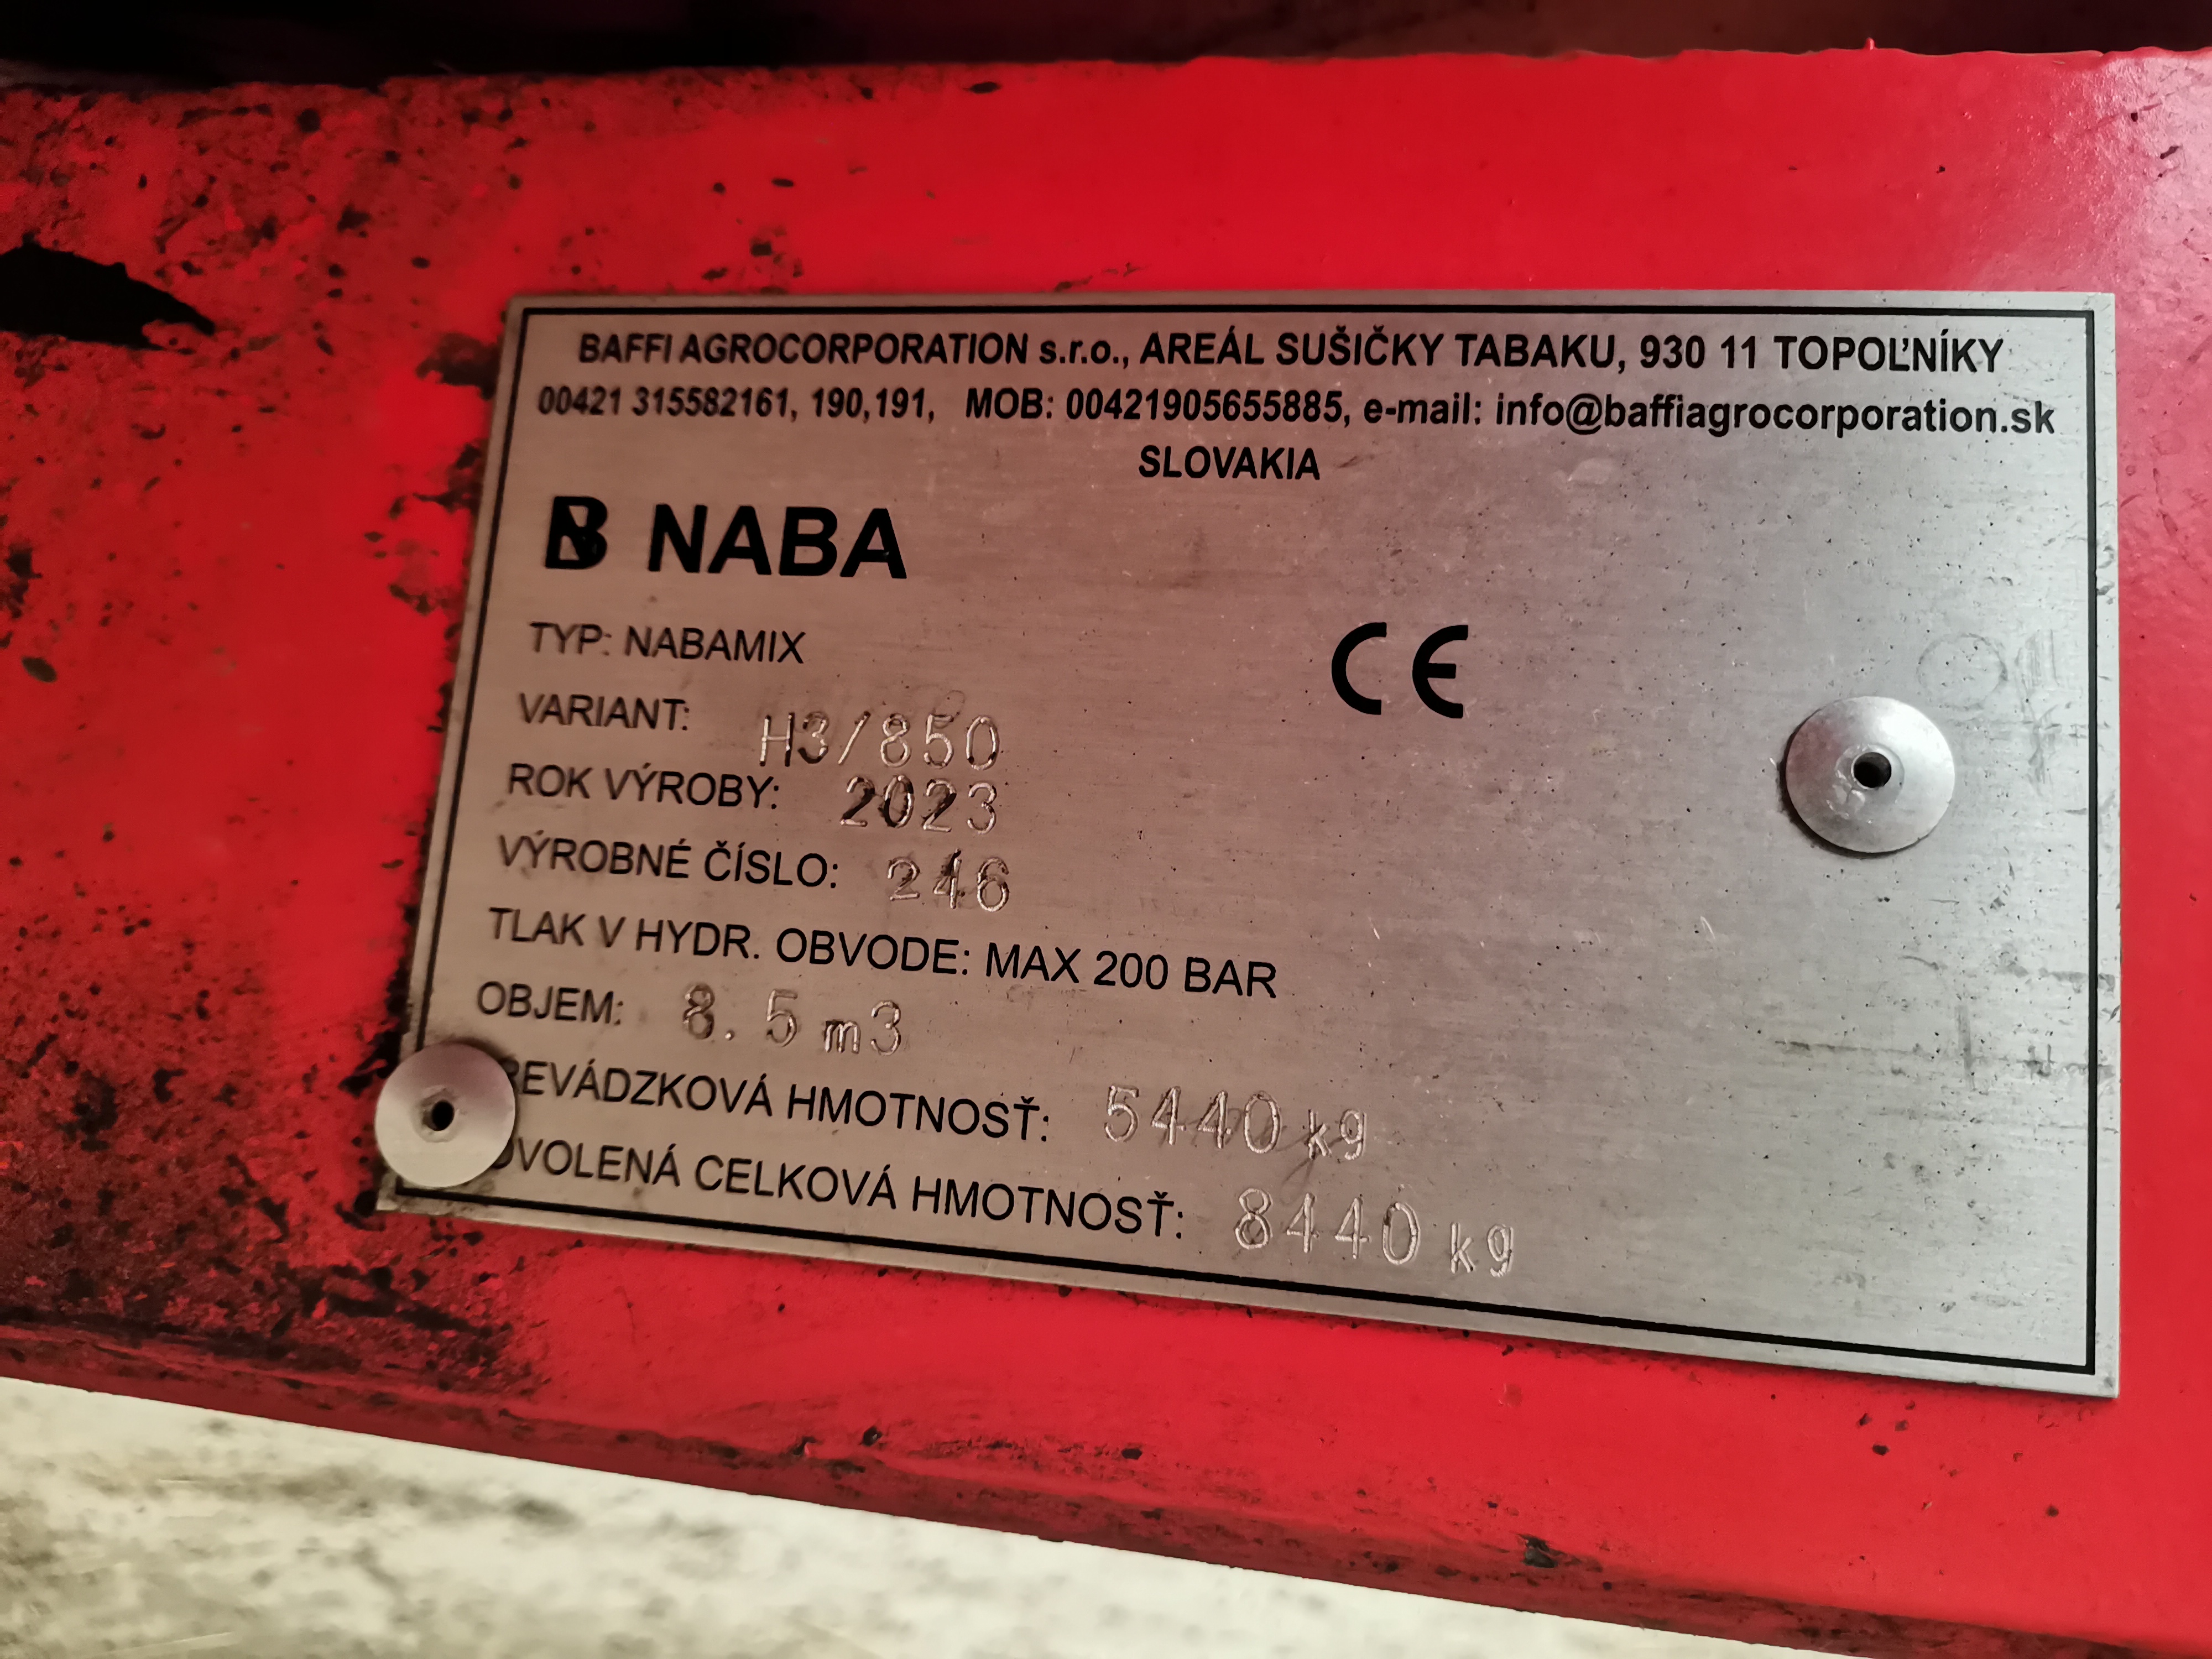 BAFFI AGROCORPORATION s.r.o., AREÁL SUŠIČKY TABAKU, 930 11 TOPOĽNÍKY
00421 315582161, 190,191, MOB: 00421905655885, e-mail: info@baffiagrocorporation.sk
SLOVAKIA
NABA
TYP: NABAMIX
CE
VARIANT: H3/850
ROK VÝROBY: 2023
VÝROBNÉ ČÍSLO: 246
TLAK V HYDR. OBVODE: MAX 200 BAR
OBJEM: 8.5 m3
REVÁDZKOVÁ HMOTNOSŤ: 5440 kg
OVOLENÁ CELKOVÁ HMOTNOSŤ: 8440 kg